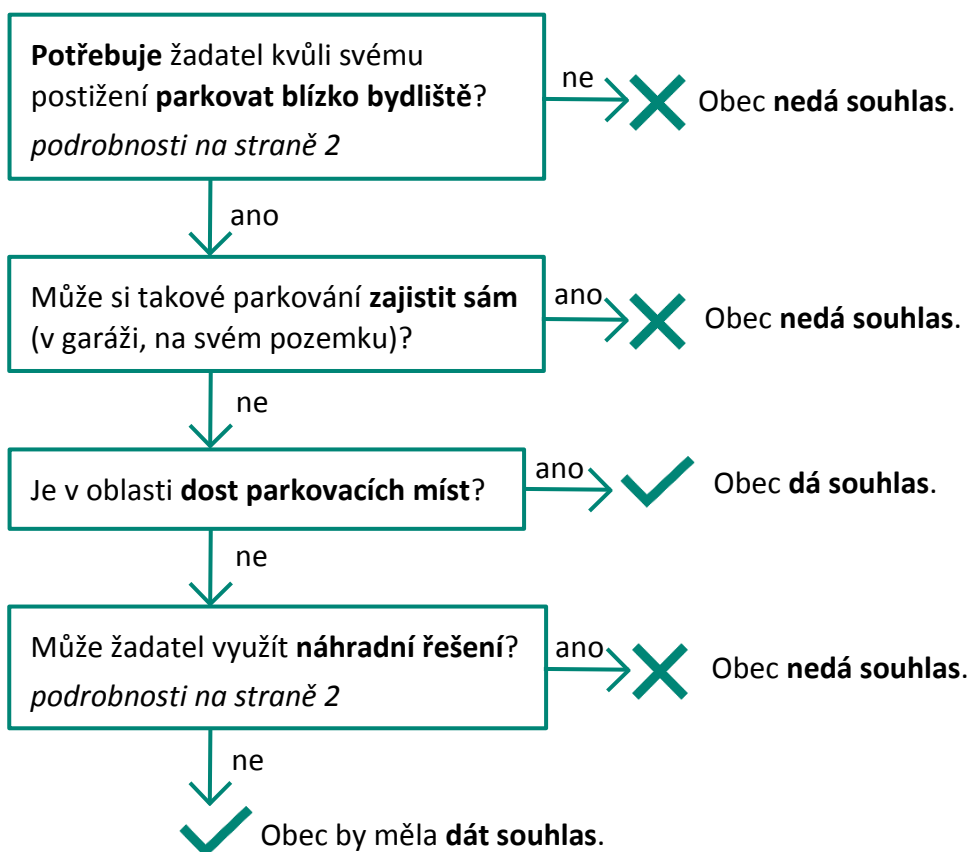 Potřebuje žadatel kvůli svému
postižení parkovat blízko bydliště?
podrobnosti na straně 2
ne
Obec nedá souhlas.
ano
Může si takové parkování zajistit sám
(v garáži, na svém pozemku)?
ano
Obec nedá souhlas.
ne
Je v oblasti dost parkovacích míst?
ano
Obec dá souhlas.
ne
Může žadatel využít náhradní řešení?
podrobnosti na straně 2
ano
Obec nedá souhlas.
ne
Obec by měla dát souhlas.